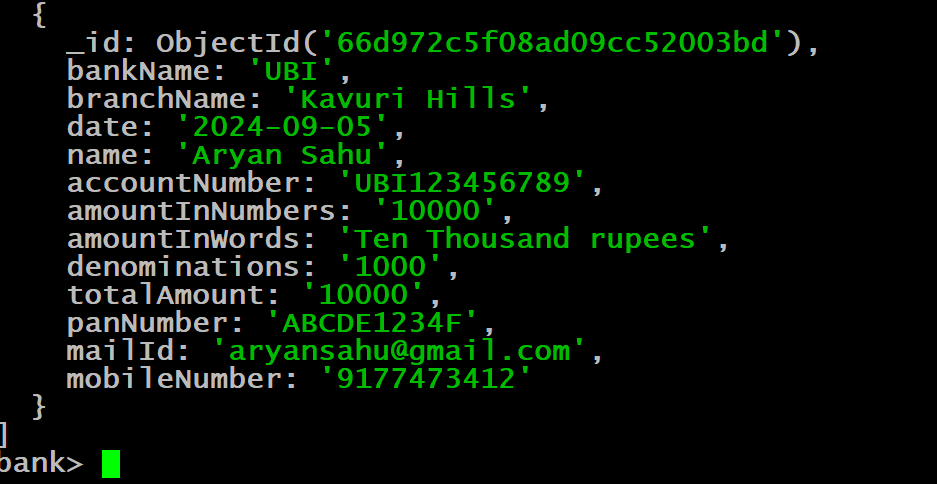 {
_id: ObjectId('66d972c5f08ad09cc52003bd'),
bankName: 'UBI',
branchName: 'Kavuri Hills',
date: '2024-09-05',
name: 'Aryan Sahu',
accountNumber: 'UBI123456789',
amountInNumbers: '10000',
amountInWords: 'Ten Thousand rupees',
denominations: '1000',
totalAmount: '10000',
panNumber: 'ABCDE1234F',
mailId: 'aryansahu@gmail.com',
mobileNumber: '9177473412'
}
]
bank>